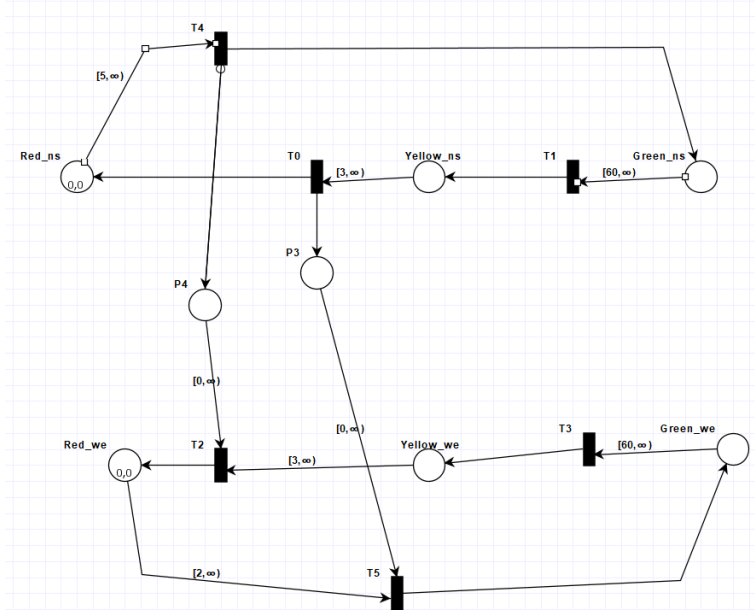 T4
[5,∞)
Red_ns
T0
Yellow_ns
T1
Green_ns
0,0
[3,∞)
[60,∞)
P3
P4
[0,∞)
[0,∞)
Red_we
T2
Yellow_we
T3
Green_we
0,0
[3,∞)
[60,∞)
[2,∞)
T5